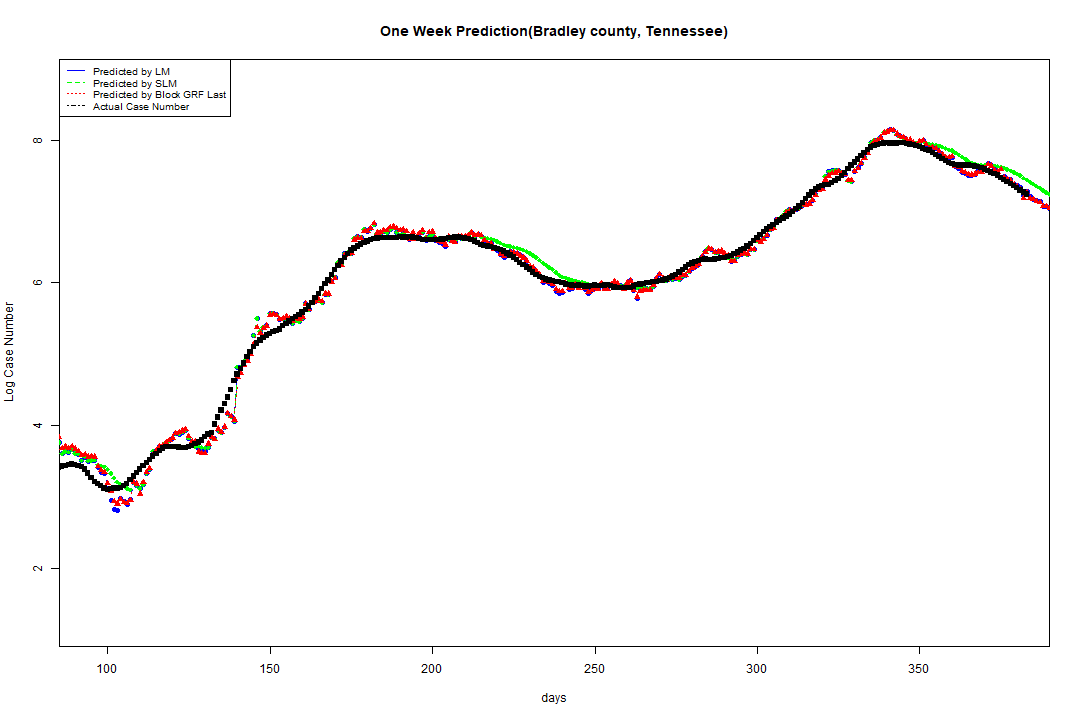 One Week Prediction(Bradley county, Tennessee)
Predicted by LM
Predicted by SLM
Predicted by Block GRF Last
Actual Case Number
8
6
4
2
Log Case Number
100 150 200 250 300 350
days